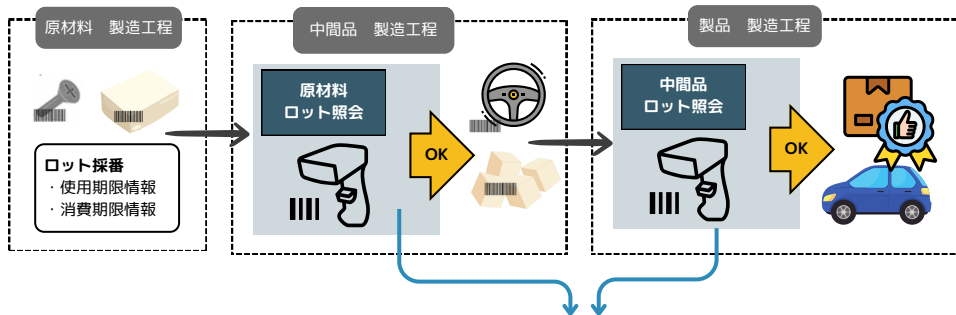 原材料　製造工程
ロット採番
・使用期限情報
・消費期限情報
中間品　製造工程
原材料
ロット照会
OK
製品　製造工程
中間品
ロット照会
OK